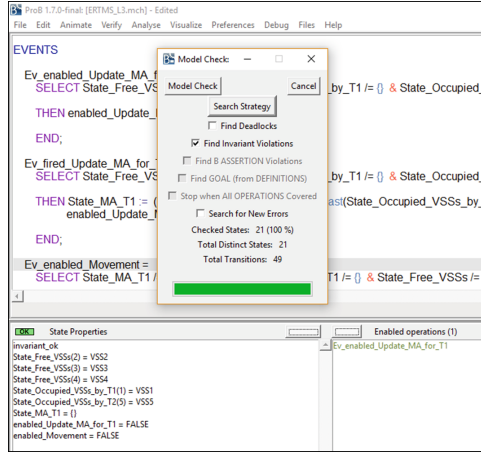 ProB 1.7.0-final: [ERTMS_L3.mch] - Edited
File Edit Animate Verify Analyse Visualize Preferences Debug Files Help
EVENTS
Ev_enabled_Update_MA_f
SELECT State_Free_VS by_T1 /= {} & State_Occupied_
THEN enabled_Update_
END;
Ev_fired_Update_MA_for_
SELECT State_Free_VS by_T1 /= {} & State_Occupied_
THEN State_MA_T1 := ( ast(State_Occupied_VSSs_by_
enabled_Update_
END;
Ev_enabled_Movement =
SELECT State_MA_T1 / T1 /= {} & State_Free_VSSs /=
Model Check:
Model Check Cancel
Search Strategy
Find Deadlocks
Find Invariant Violations
Find B ASSERTION Violations
Find GOAL (from DEFINITIONS)
Stop when All OPERATIONS Covered
Search for New Errors
Checked States: 21 (100 %)
Total Distinct States: 21
Total Transitions: 49
OK State Properties
invariant_ok
State_Free_VSSs(2) = VSS2
State_Free_VSSs(3) = VSS3
State_Free_VSSs(4) = VSS4
State_Occupied_VSSs_by_T1(1) = VSS1
State_Occupied_VSSs_by_T2(5) = VSS5
State_MA_T1 = {}
enabled_Update_MA_for_T1 = FALSE
enabled_Movement = FALSE
Enabled operations (1)
Ev_enabled_Update_MA_for_T1